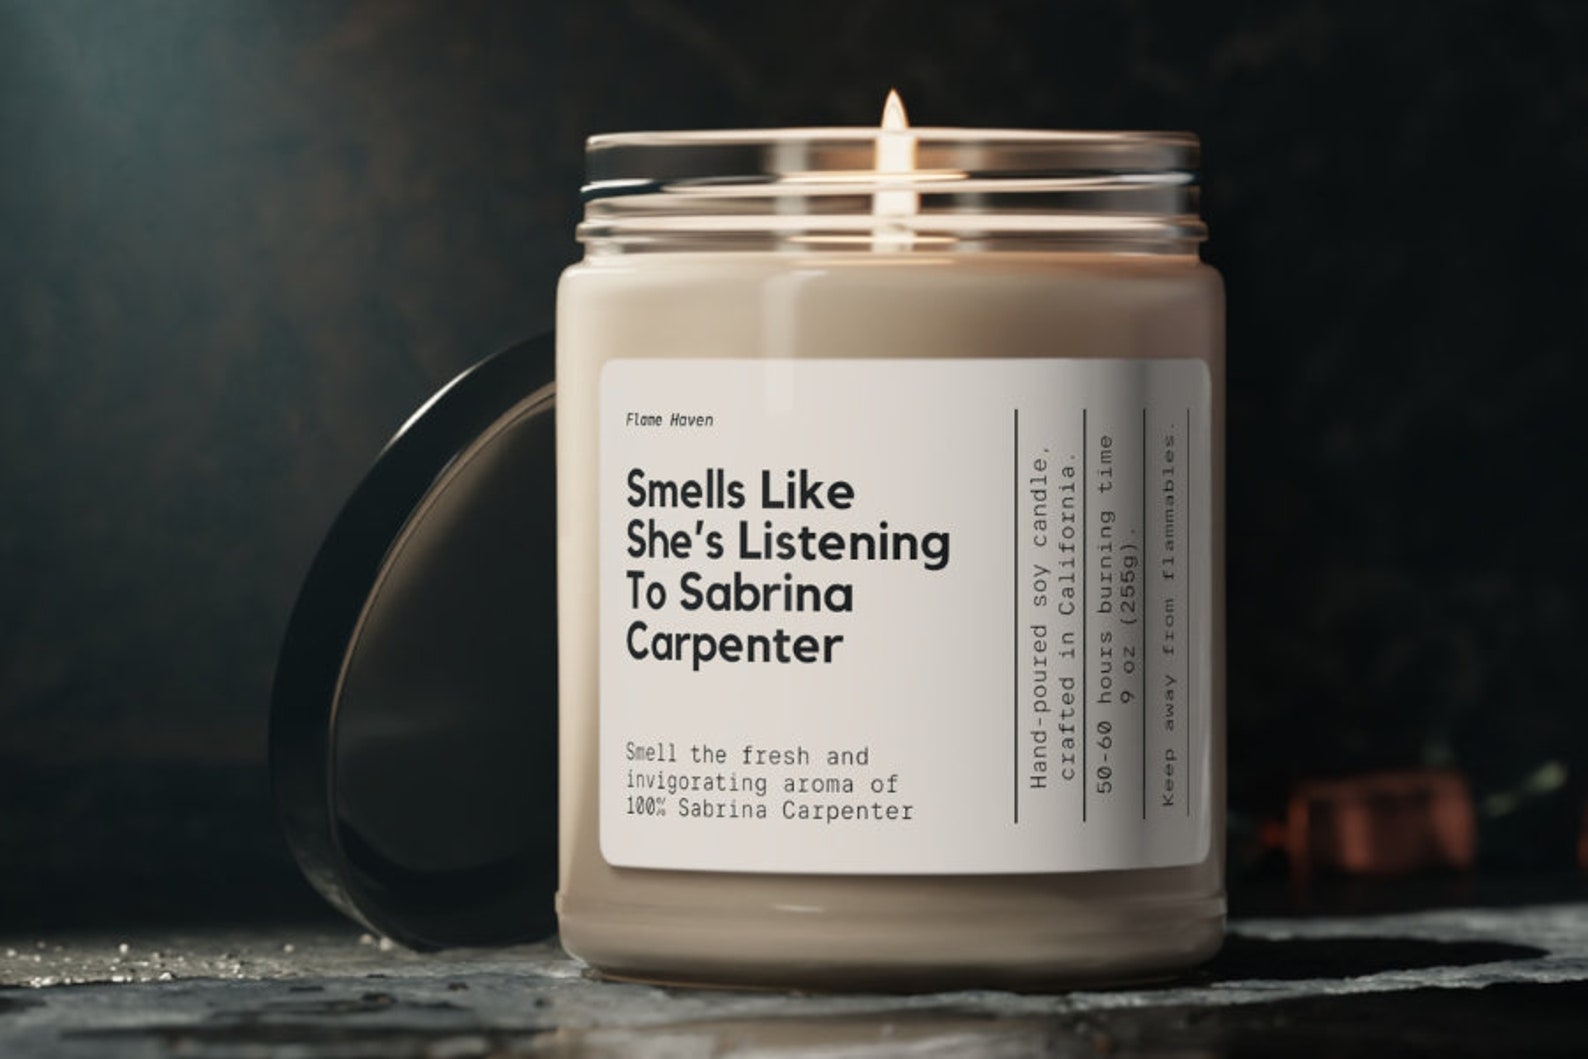 Flame Haven
Smells Like
She's Listening
To Sabrina
Carpenter
Smell the fresh and
invigorating aroma of
100% Sabrina Carpenter
Hand-poured soy candle,
crafted in California.
50-60 hours burning time
9 oz (255g).
Keep away from flammables.